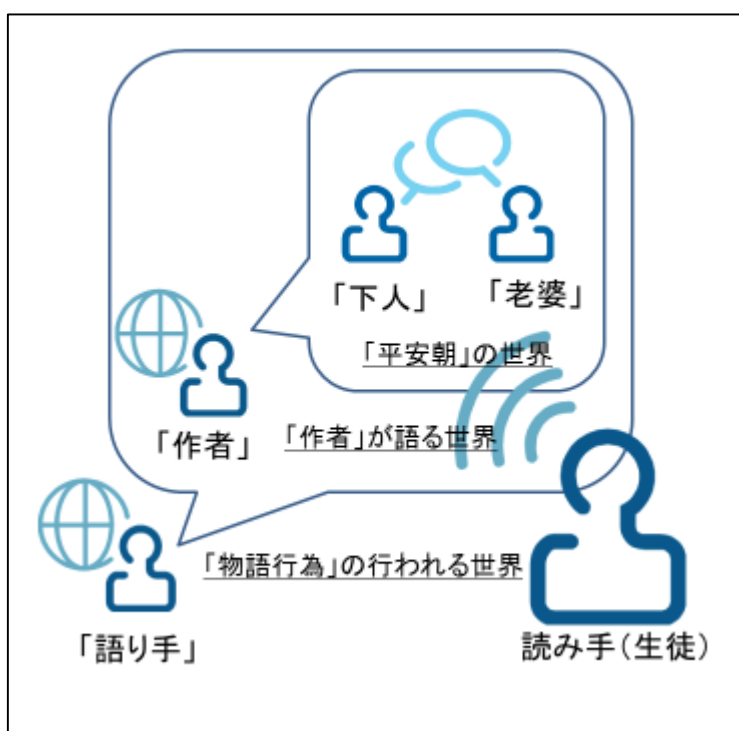 「下人」
「老婆」
「平安朝」の世界
「作者」
「作者」が語る世界
「物語行為」の行われる世界
「語り手」
読み手(生徒)